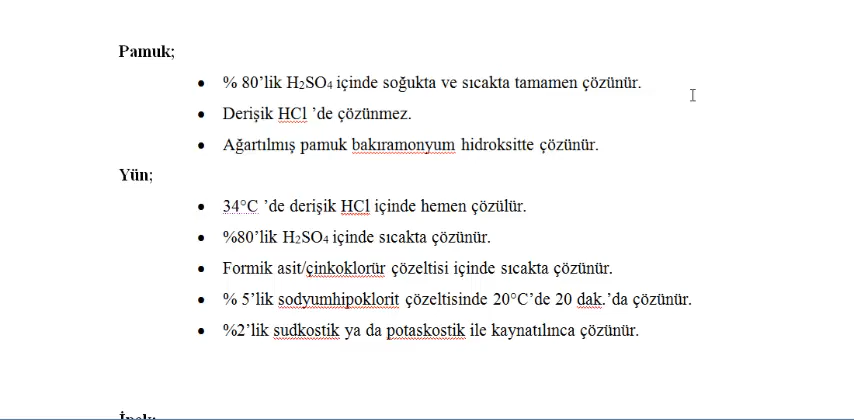 Pamuk;
• % 80’lik H2SO4 içinde soğukta ve sıcakta tamamen çözünür.
• Derişik HCl ’de çözünmez.
• Ağartılmış pamuk bakıramonyum hidroksitte çözünür.
Yün;
• 34°C ’de derişik HCl içinde hemen çözülür.
• %80’lik H2SO4 içinde sıcakta çözünür.
• Formik asit/çinkoklorür çözeltisi içinde sıcakta çözünür.
• % 5’lik sodyumhipoklorit çözeltisinde 20°C’de 20 dak.’da çözünür.
• %2’lik sudkostik ya da potaskostik ile kaynatılınca çözünür.